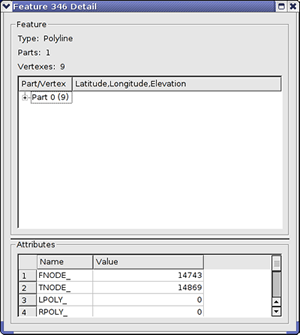 Feature 346 Detail
Feature
Type: Polyline
Parts: 1
Vertexes: 9
Part/Vertex Latitude,Longitude,Elevation
Part 0 (9)
Attributes
Name Value
1 FNODE_ 14743
2 TNODE_ 14869
3 LPOLY_ 0
4 RPOLY_ 0